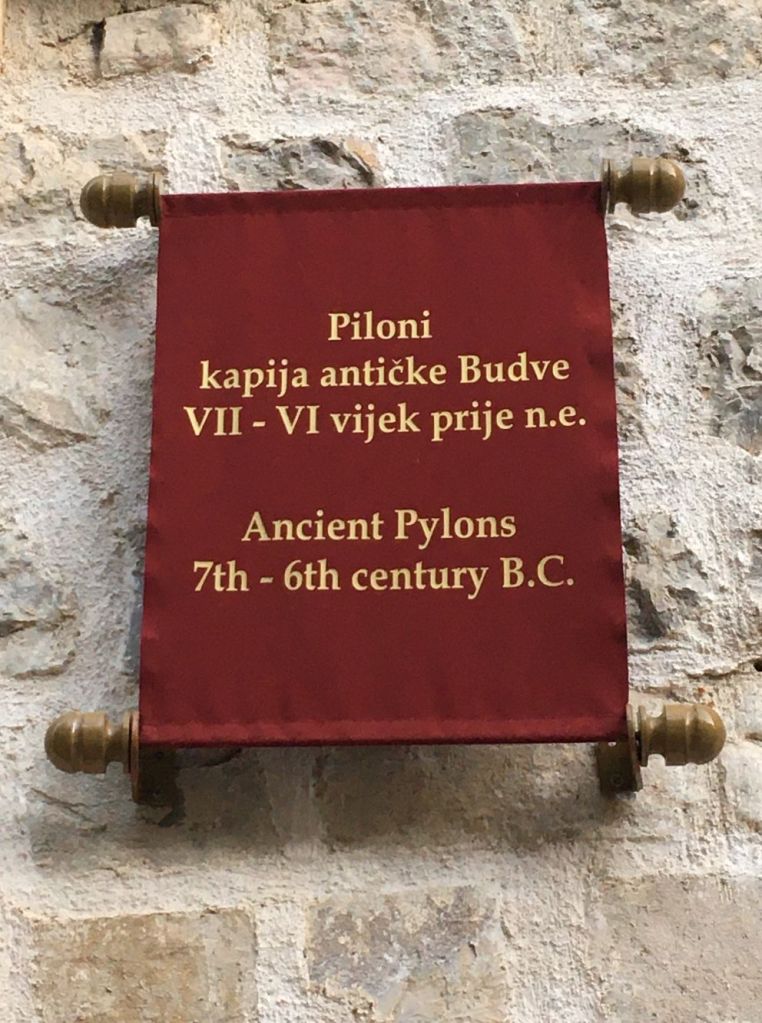 Piloni
kapija antičke Budve
VII - VI vijek prije n.e.
Ancient Pylons
7th - 6th century B.C.